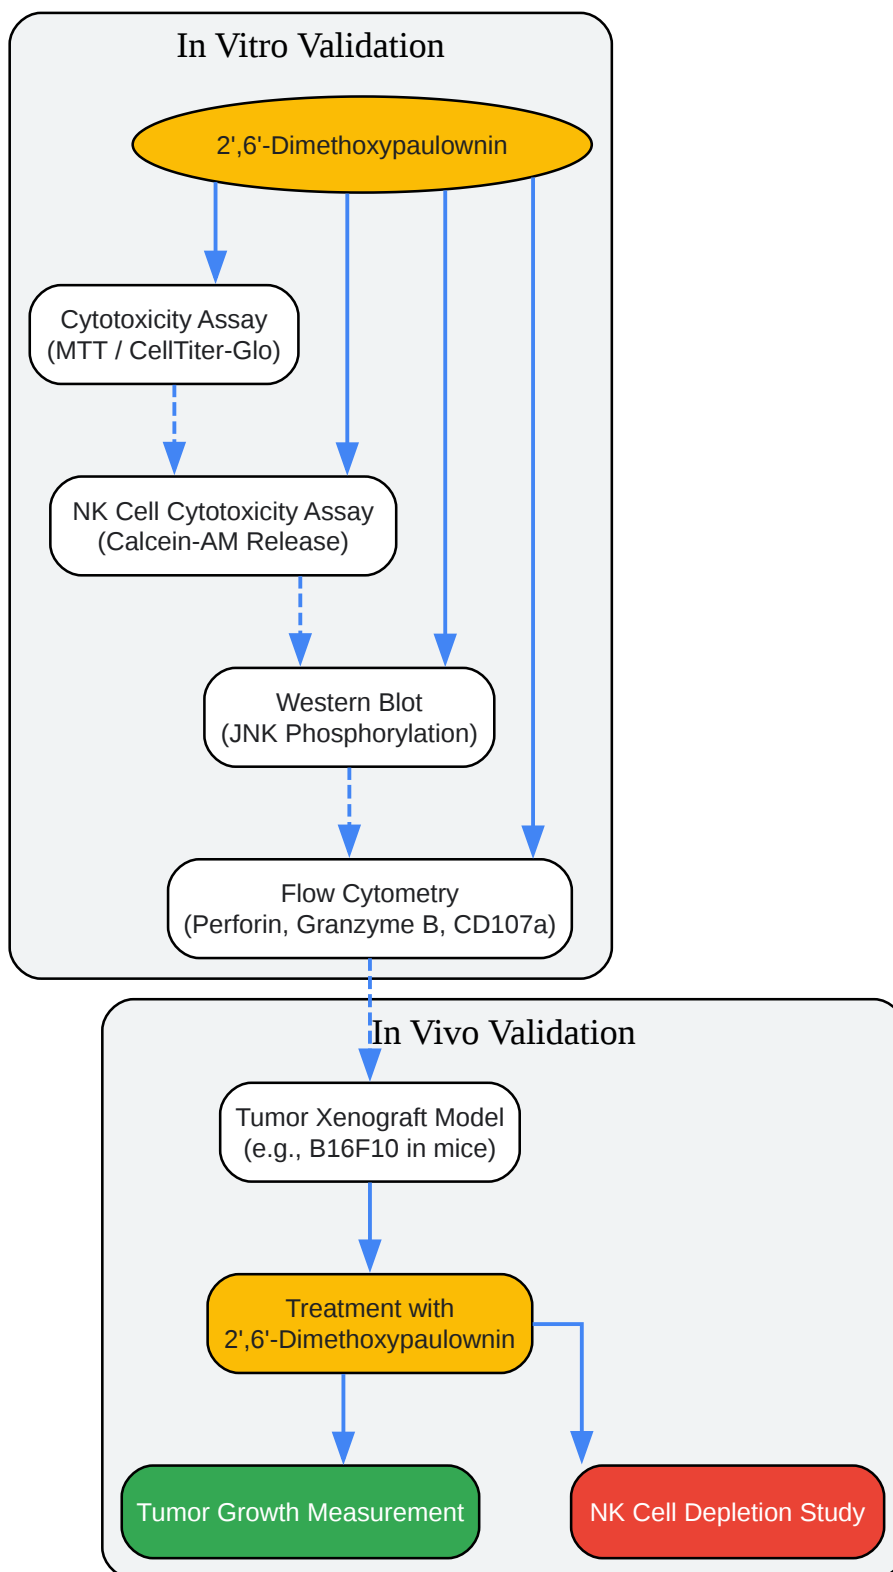 In Vitro Validation
2',6'-Dimethoxypaulownin
Cytotoxicity Assay
(MTT / CellTiter-Glo)
NK Cell Cytotoxicity Assay
(Calcein-AM Release)
Western Blot
(JNK Phosphorylation)
Flow Cytometry
(Perforin, Granzyme B, CD107a)
In Vivo Validation
Tumor Xenograft Model
(e.g., B16F10 in mice)
Treatment with
2',6'-Dimethoxypaulownin
Tumor Growth Measurement
NK Cell Depletion Study